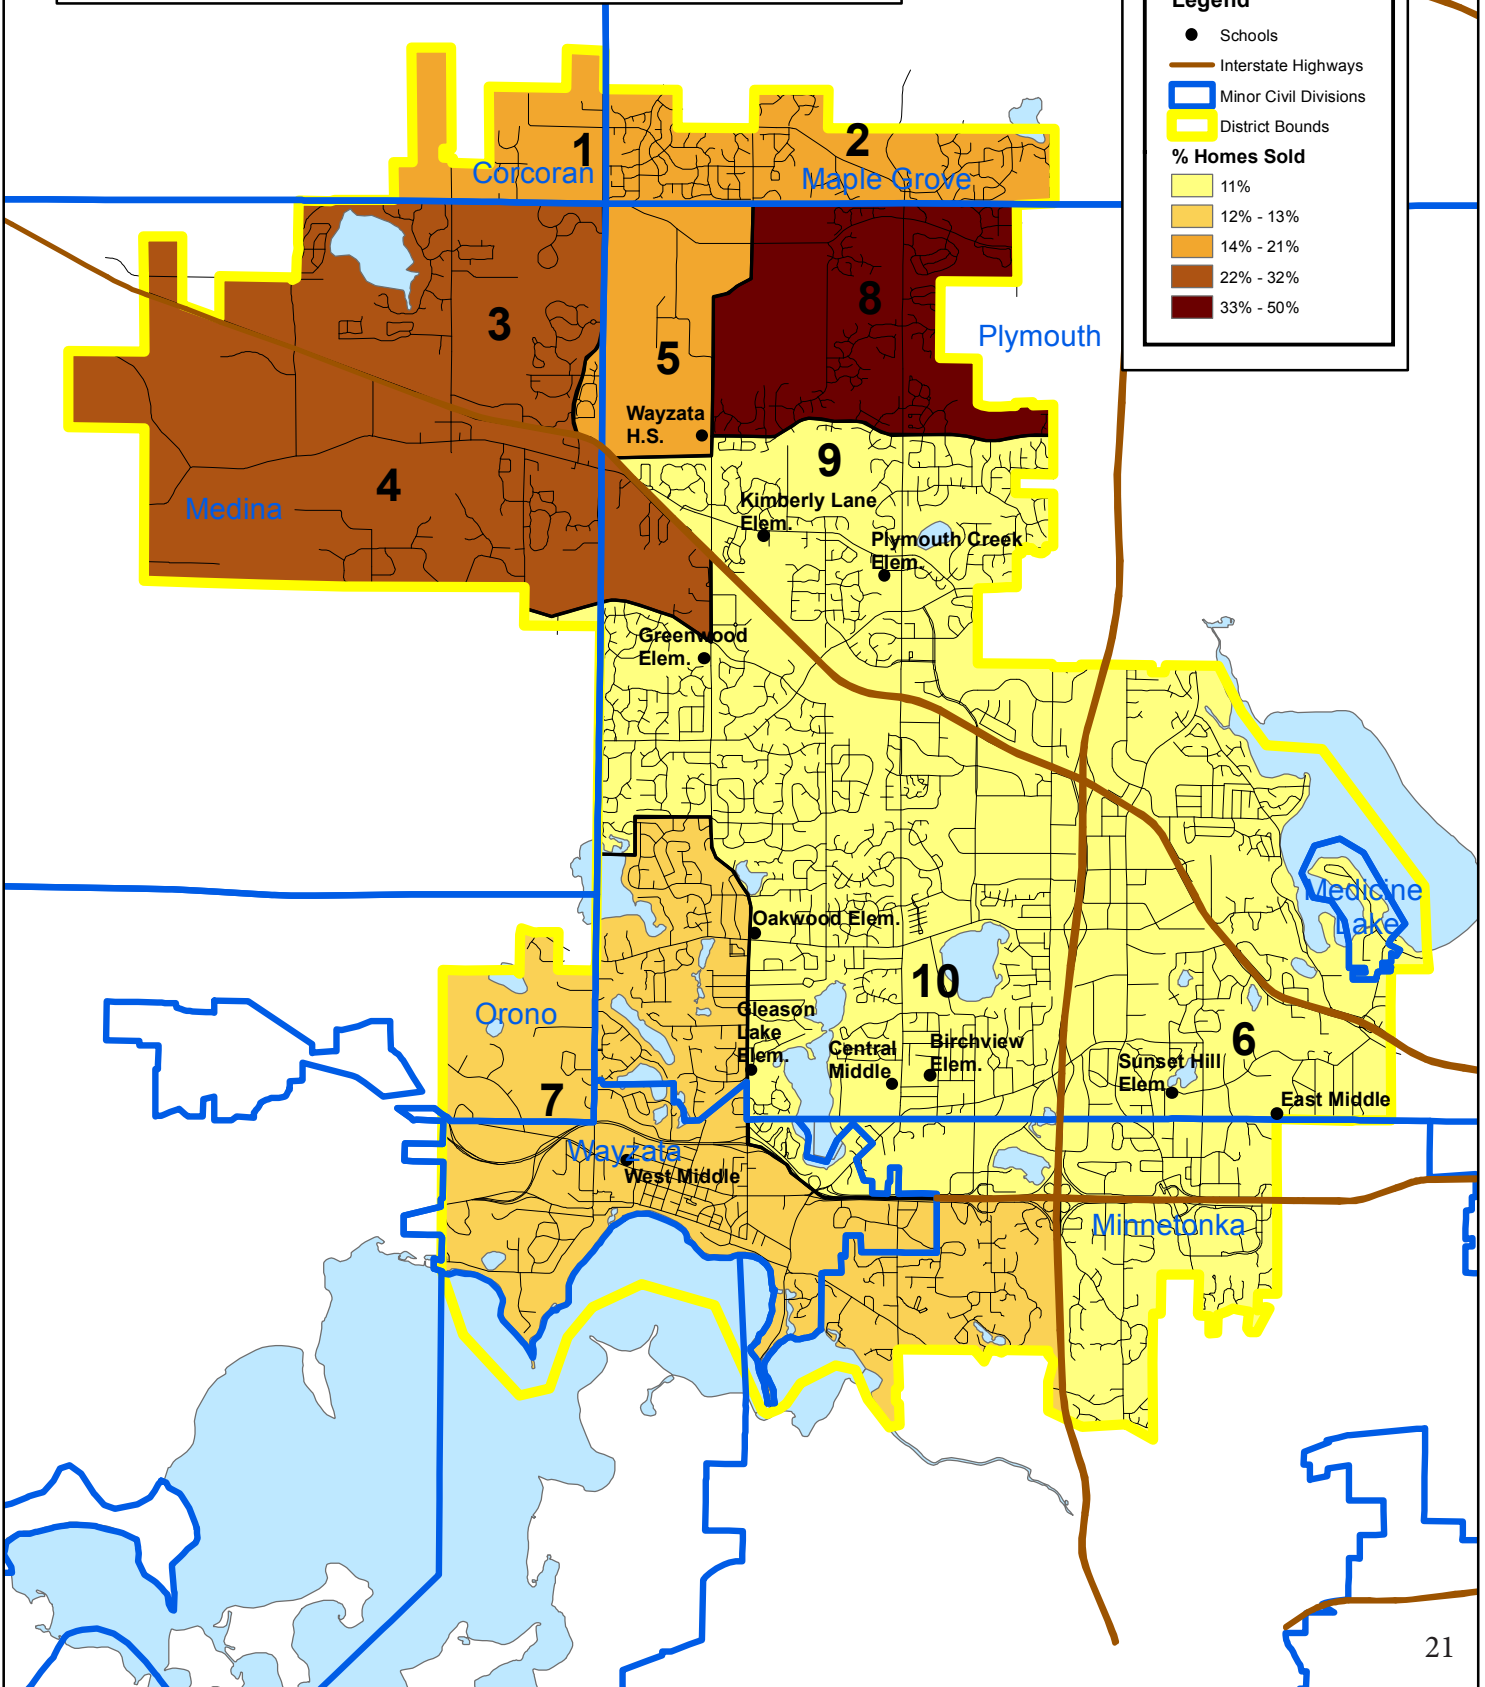 Legend
Schools
Interstate Highways
Minor Civil Divisions
District Bounds
% Homes Sold
11%
12% - 13%
14% - 21%
22% - 32%
33% - 50%
1
2
Corcoran
Maple Grove
3
8
Plymouth
5
Wayzata
H.S.
9
4
Medina
Kimberly Lane
Elem.
Plymouth Creek
Elem.
Greenwood
Elem.
Medicine
Lake
Oakwood Elem.
10
Orono
Gleason
Lake
Elem.
Central
Middle
Birchview
Elem.
6
Sunset Hill
Elem.
East Middle
7
Wayzata
West Middle
Minnetonka
21